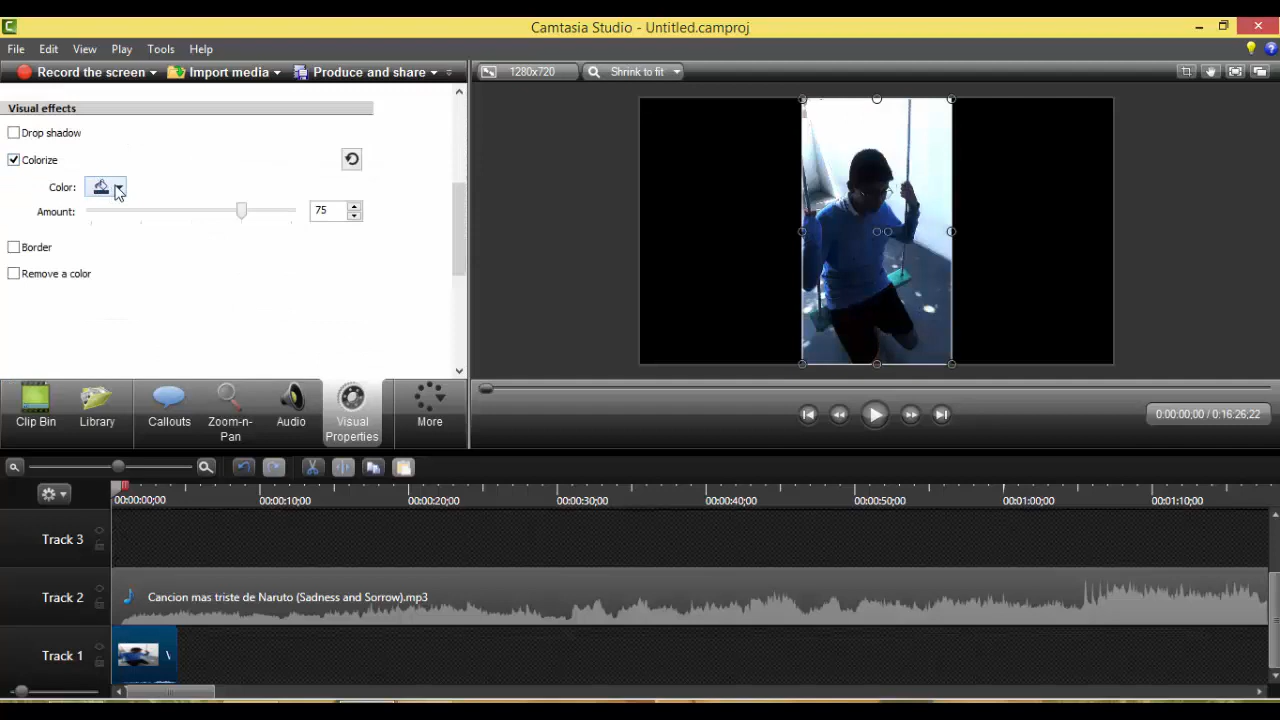 Camtasia Studio - Untitled.camproj
File Edit View Play Tools Help
Record the screen Import media Produce and share
1280x720 Shrink to fit
Visual effects
Drop shadow
Colorize
Color:
Amount: 75
Border
Remove a color
Clip Bin Library Callouts Zoom-n-Pan Audio Visual Properties More
0:00:00,00 / 0:16:26,22
00:00:00;00 00:00:10;00 00:00:20;00 00:00:30;00 00:00:40;00 00:00:50;00 00:01:00;00 00:01:10;00
Track 3
Track 2 Cancion mas triste de Naruto (Sadness and Sorrow).mp3
Track 1